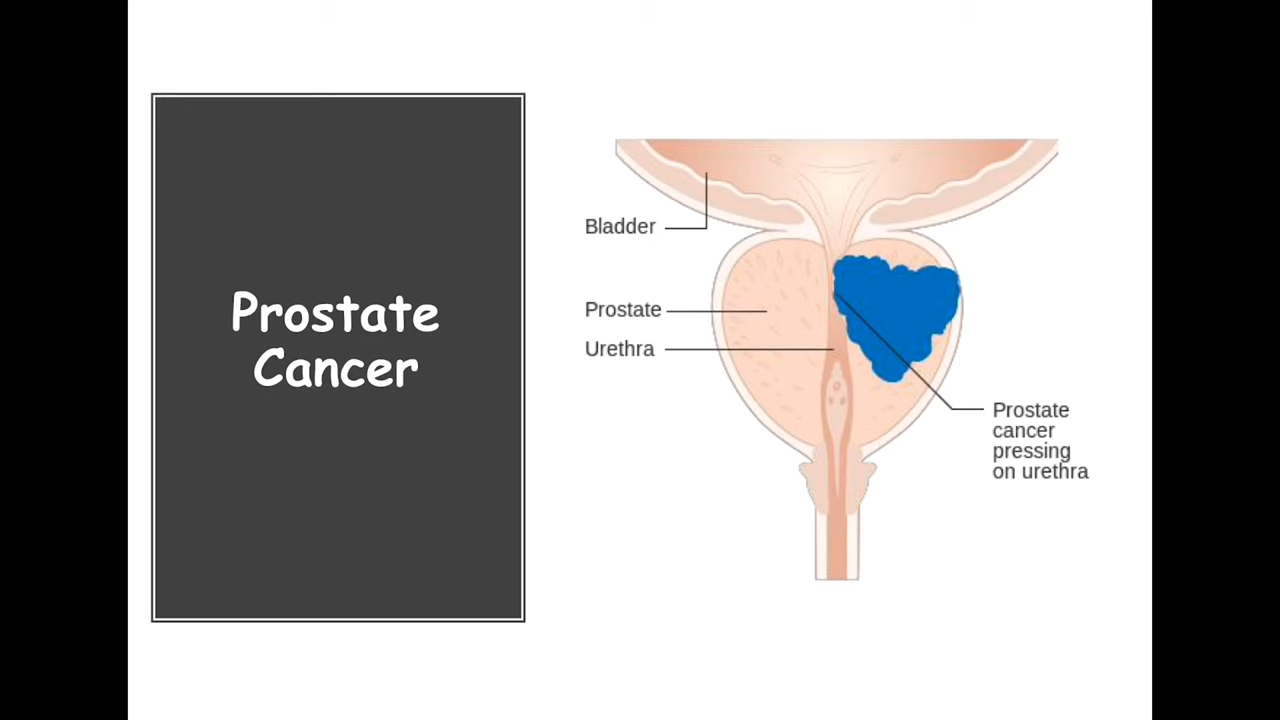 Prostate
Cancer
Bladder
Prostate
Urethra
Prostate
cancer
pressing
on urethra